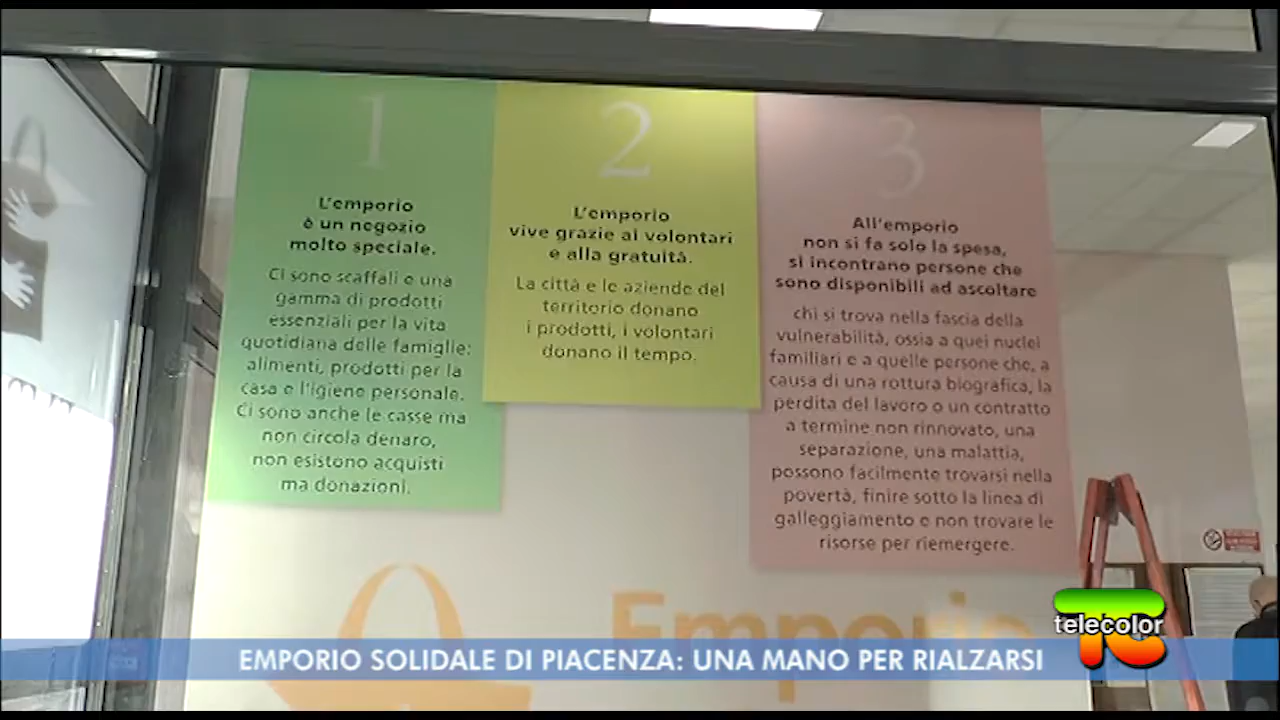 1
L'emporio
è un negozio
molto speciale.
Ci sono scaffali e una
gamma di prodotti
essenziali per la vita
quotidiana delle famiglie:
alimenti, prodotti per la
casa e l'igiene personale.
Ci sono anche le casse ma
non circola denaro,
non esistono acquisti
ma donazioni.
2
L'emporio
vive grazie ai volontari
e alla gratuità.
La città e le aziende del
territorio donano
i prodotti, i volontari
donano il tempo.
3
All'emporio
non si fa solo la spesa,
si incontrano persone che
sono disponibili ad ascoltare
chi si trova nella fascia della
vulnerabilità, ossia a quei nuclei
familiari e a quelle persone che, a
causa di una rottura biografica, la
perdita del lavoro o un contratto
a termine non rinnovato, una
separazione, una malattia,
possono facilmente trovarsi nella
povertà, finire sotto la linea di
galleggiamento e non trovare le
risorse per riemergere.
Emporio
EMPORIO SOLIDALE DI PIACENZA: UNA MANO PER RIALZARSI
telecolor